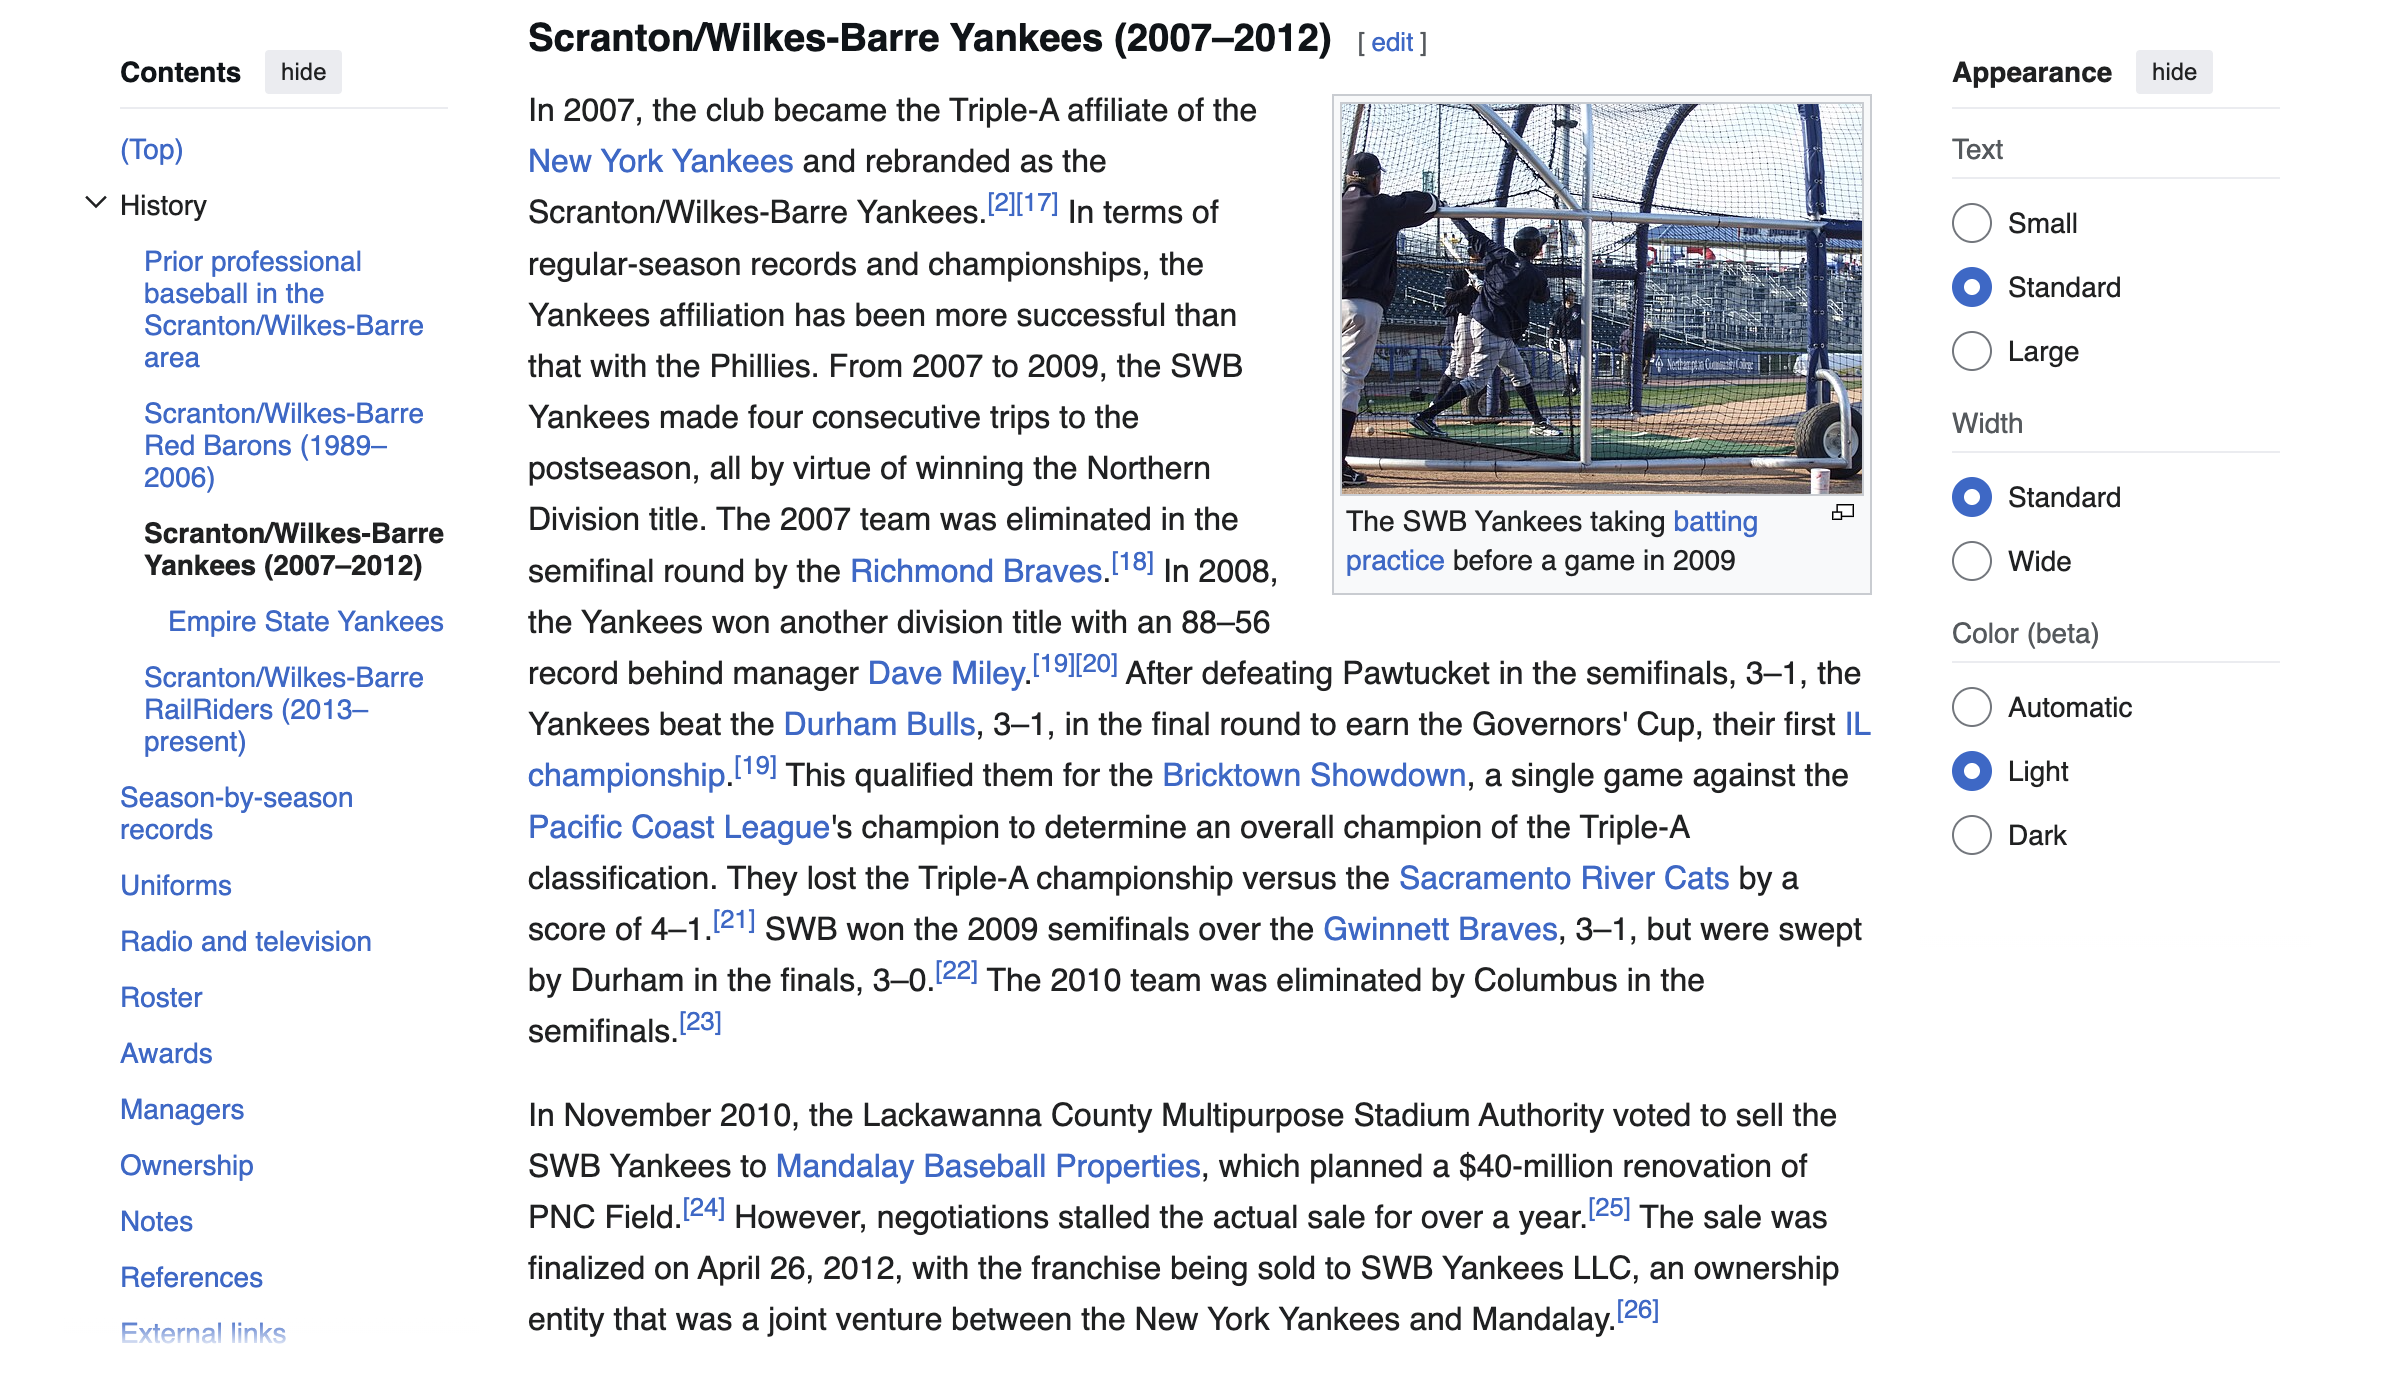 Contents hide
(Top)
History
Prior professional
baseball in the
Scranton/Wilkes-Barre
area
Scranton/Wilkes-Barre
Red Barons (1989–
2006)
Scranton/Wilkes-Barre
Yankees (2007–2012)
Empire State Yankees
Scranton/Wilkes-Barre
RailRiders (2013–
present)
Season-by-season
records
Uniforms
Radio and television
Roster
Awards
Managers
Ownership
Notes
References
External links
Scranton/Wilkes-Barre Yankees (2007–2012) [ edit ]
In 2007, the club became the Triple-A affiliate of the
New York Yankees and rebranded as the
Scranton/Wilkes-Barre Yankees.[2][17] In terms of
regular-season records and championships, the
Yankees affiliation has been more successful than
that with the Phillies. From 2007 to 2009, the SWB
Yankees made four consecutive trips to the
postseason, all by virtue of winning the Northern
Division title. The 2007 team was eliminated in the
semifinal round by the Richmond Braves.[18] In 2008,
the Yankees won another division title with an 88–56
record behind manager Dave Miley.[19][20] After defeating Pawtucket in the semifinals, 3–1, the
Yankees beat the Durham Bulls, 3–1, in the final round to earn the Governors' Cup, their first IL
championship.[19] This qualified them for the Bricktown Showdown, a single game against the
Pacific Coast League's champion to determine an overall champion of the Triple-A
classification. They lost the Triple-A championship versus the Sacramento River Cats by a
score of 4–1.[21] SWB won the 2009 semifinals over the Gwinnett Braves, 3–1, but were swept
by Durham in the finals, 3–0.[22] The 2010 team was eliminated by Columbus in the
semifinals.[23]
Northampton Community College
The SWB Yankees taking batting
practice before a game in 2009
In November 2010, the Lackawanna County Multipurpose Stadium Authority voted to sell the
SWB Yankees to Mandalay Baseball Properties, which planned a $40-million renovation of
PNC Field.[24] However, negotiations stalled the actual sale for over a year.[25] The sale was
finalized on April 26, 2012, with the franchise being sold to SWB Yankees LLC, an ownership
entity that was a joint venture between the New York Yankees and Mandalay.[26]
Appearance hide
Text
Small
Standard
Large
Width
Standard
Wide
Color (beta)
Automatic
Light
Dark